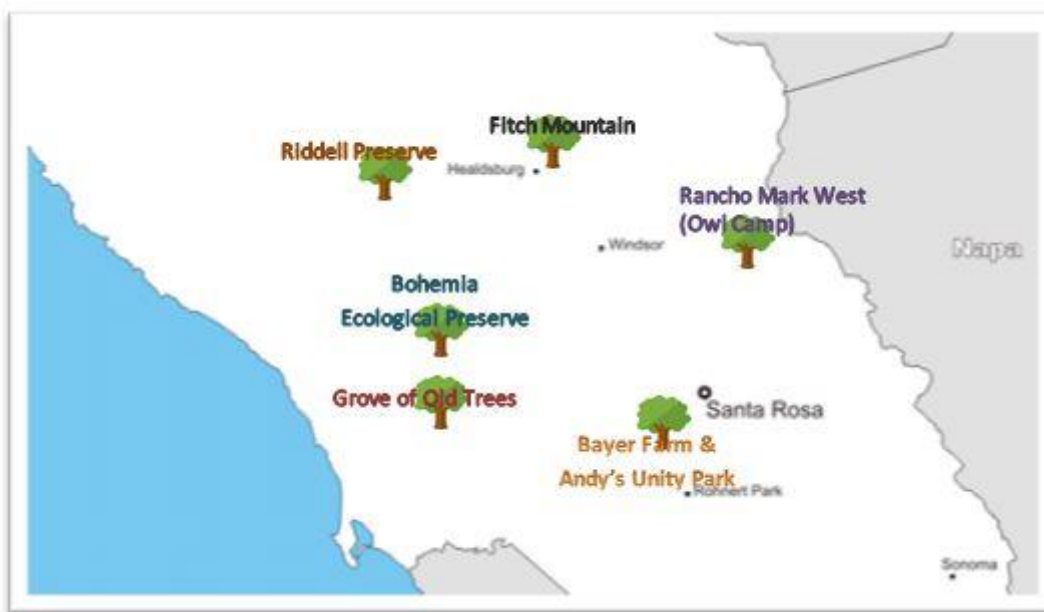 Fitch Mountain
Riddell Preserve
Healdsburg
Rancho Mark West
(Owl Camp)
Windsor
Napa
Bohemia
Ecological Preserve
Grove of Old Trees
Santa Rosa
Bayer Farm &
Andy's Unity Park
Rohnert Park
Sonoma